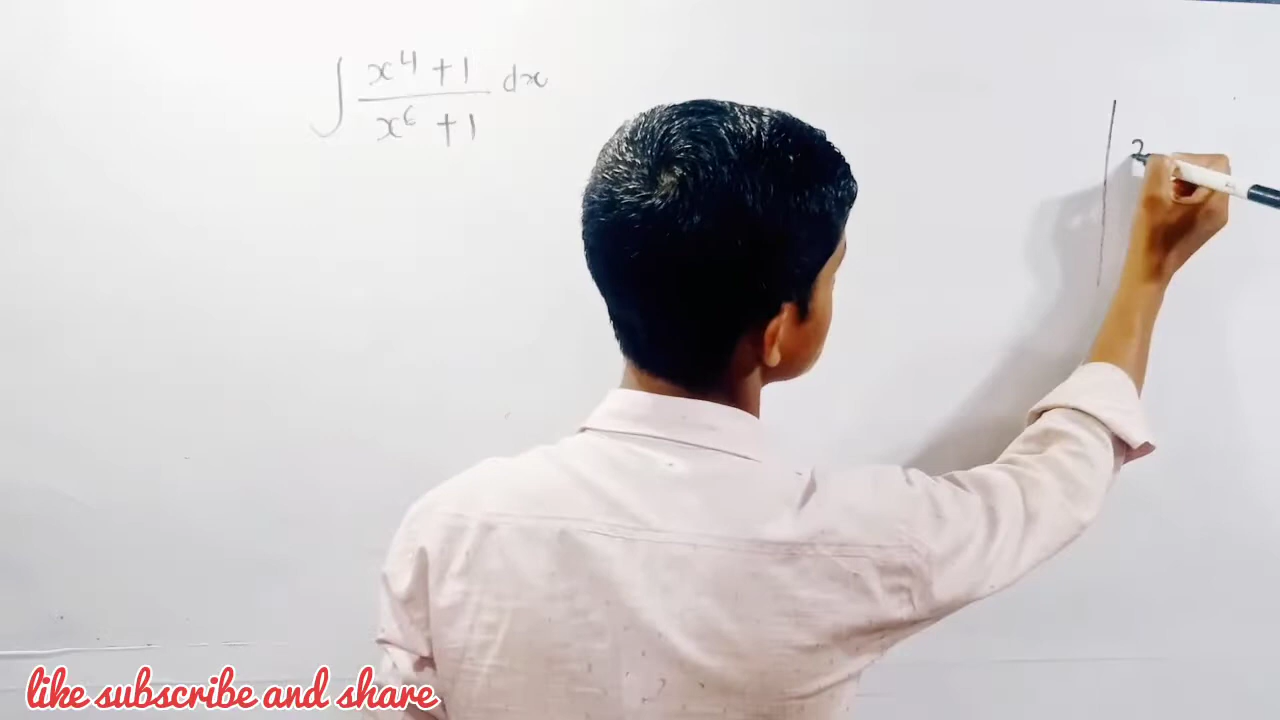 ∫ x⁴ + 1 / x⁶ + 1 dx
like subscribe and share